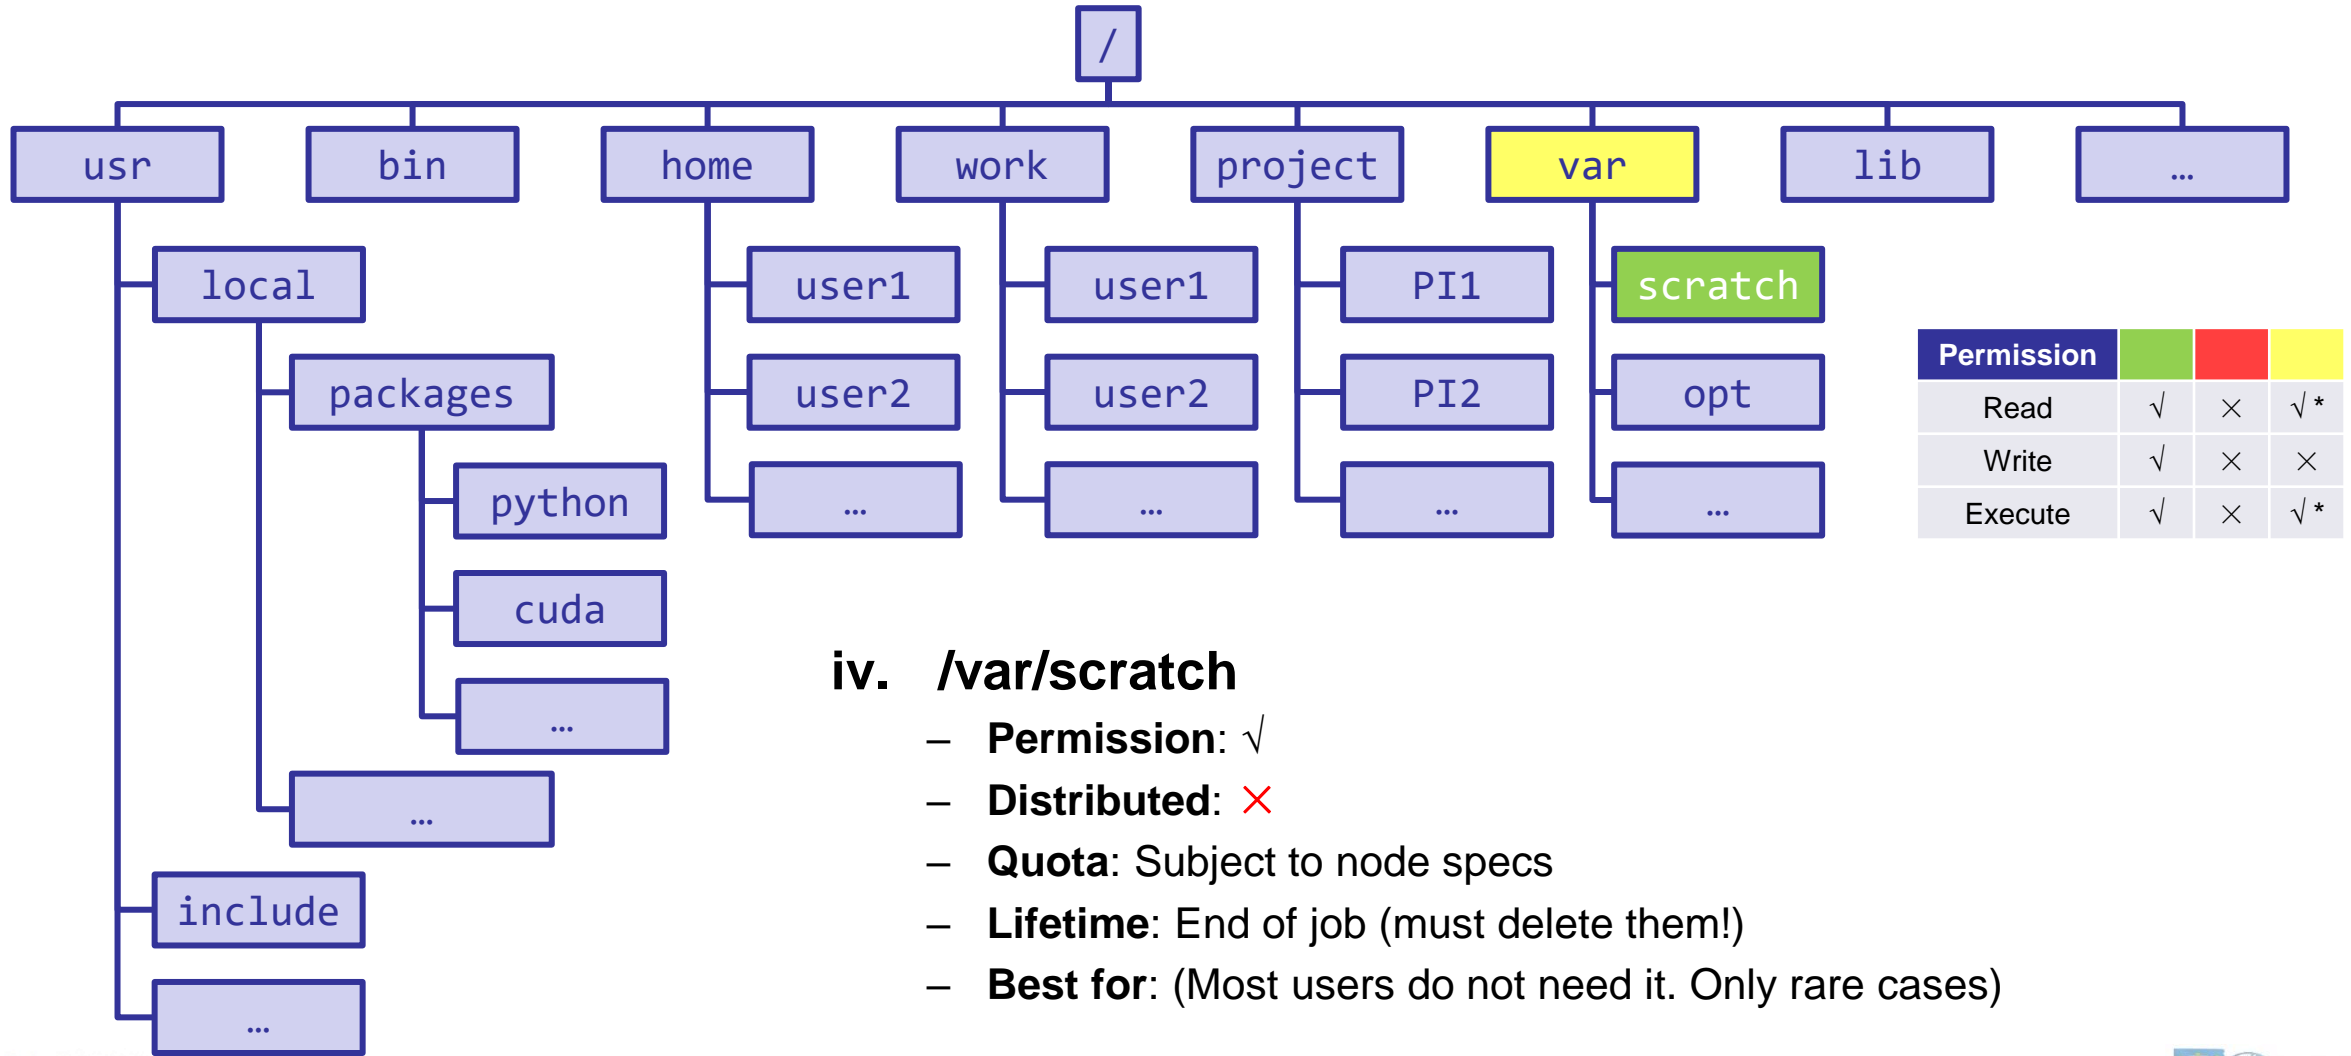 /
usr bin home work project var lib …
local user1 user1 PI1 scratch
packages user2 user2 PI2 opt
python … … … …
cuda
…
…
include
…
Permission
Read √ × √ *
Write √ × ×
Execute √ × √ *
iv. /var/scratch
– Permission: √
– Distributed: ×
– Quota: Subject to node specs
– Lifetime: End of job (must delete them!)
– Best for: (Most users do not need it. Only rare cases)